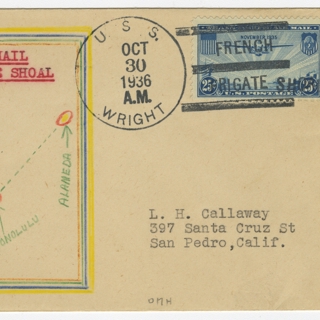 MAIL
SHOAL
ALAMEDA
HONOLULU
U.S.S.
OCT
30
1936
A.M.
WRIGHT
NOVEMBER 1935
FRENCH
FRIGATE SH
25¢ 25¢
U.S. POSTAGE
L. H. Callaway
397 Santa Cruz St
San Pedro,Calif.